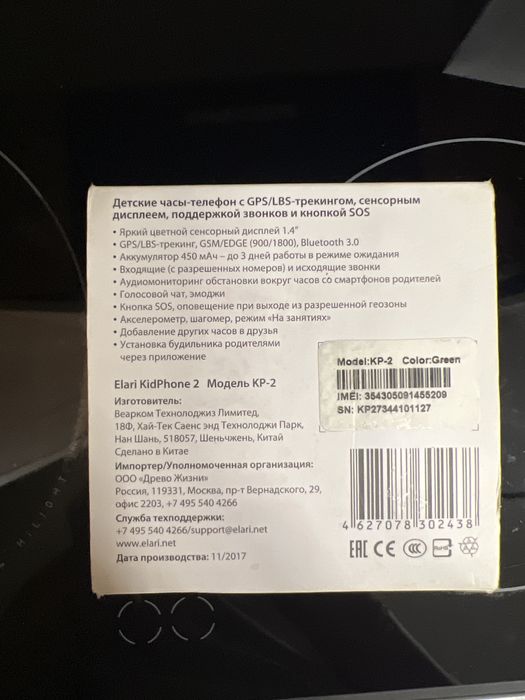 Детские часы-телефон с GPS/LBS-трекингом, сенсорным
дисплеем, поддержкой звонков и кнопкой SOS
• Яркий цветной сенсорный дисплей 1.4"
• GPS/LBS-трекинг, GSM/EDGE (900/1800), Bluetooth 3.0
• Аккумулятор 450 мАч – до 3 дней работы в режиме ожидания
• Входящие (с разрешенных номеров) и исходящие звонки
• Аудиомониторинг обстановки вокруг часов со смартфонов родителей
• Голосовой чат, эмоджи
• Кнопка SOS, оповещение при выходе из разрешенной геозоны
• Акселерометр, шагомер, режим «На занятиях»
• Добавление других часов в друзья
• Установка будильника родителями
через приложение
Elari KidPhone 2 Модель KP-2
Изготовитель:
Веарком Технолоджиз Лимитед,
18Ф, Хай-Тек Саенс энд Технолоджи Парк,
Нан Шань, 518057, Шеньчжень, Китай
Сделано в Китае
Импортер/Уполномоченная организация:
ООО «Древо Жизни»
Россия, 119331, Москва, пр-т Вернадского, 29,
офис 2203, +7 495 540 4266
Служба техподдержки:
+7 495 540 4266/support@elari.net
www.elari.net
Дата производства: 11/2017
Model:KP-2 Color:Green
IMEI: 354305091455209
SN: KP27344101127
4 627078 302438
EAC CE CCC RoHS
HILIGHT